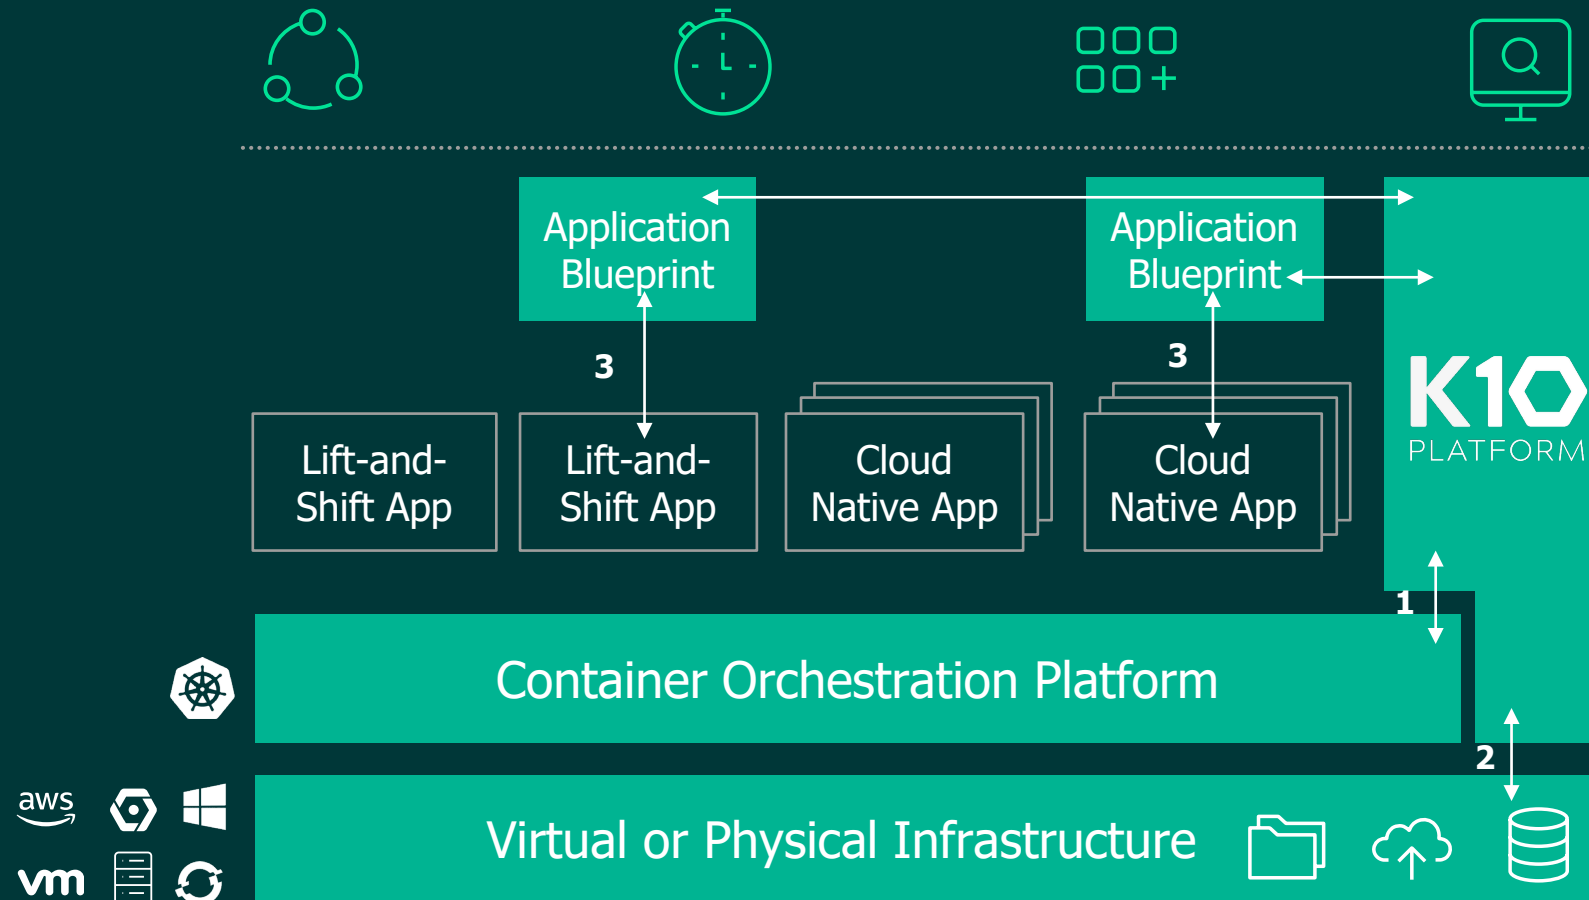 Application
Blueprint
Application
Blueprint
3
3
K10
PLATFORM
Lift-and-
Shift App
Lift-and-
Shift App
Cloud
Native App
Cloud
Native App
1
Container Orchestration Platform
2
aws
Virtual or Physical Infrastructure
vm